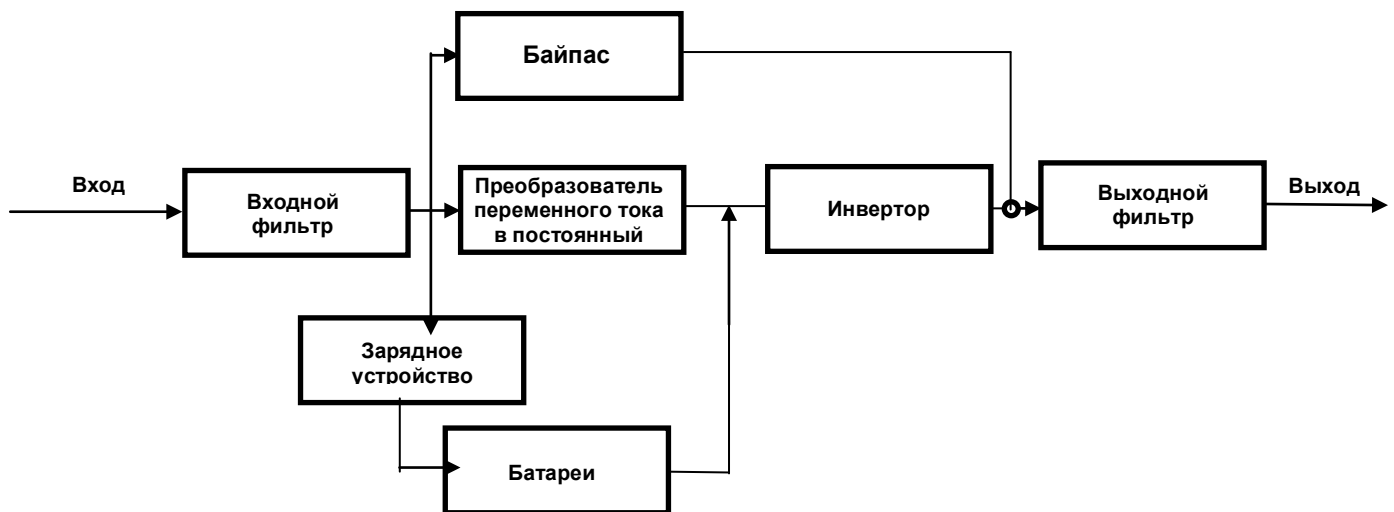 Байпас
Вход
Входной
фильтр
Преобразователь
переменного тока
в постоянный
Инвертор
Выходной
фильтр
Выход
Зарядное
устройство
Батареи